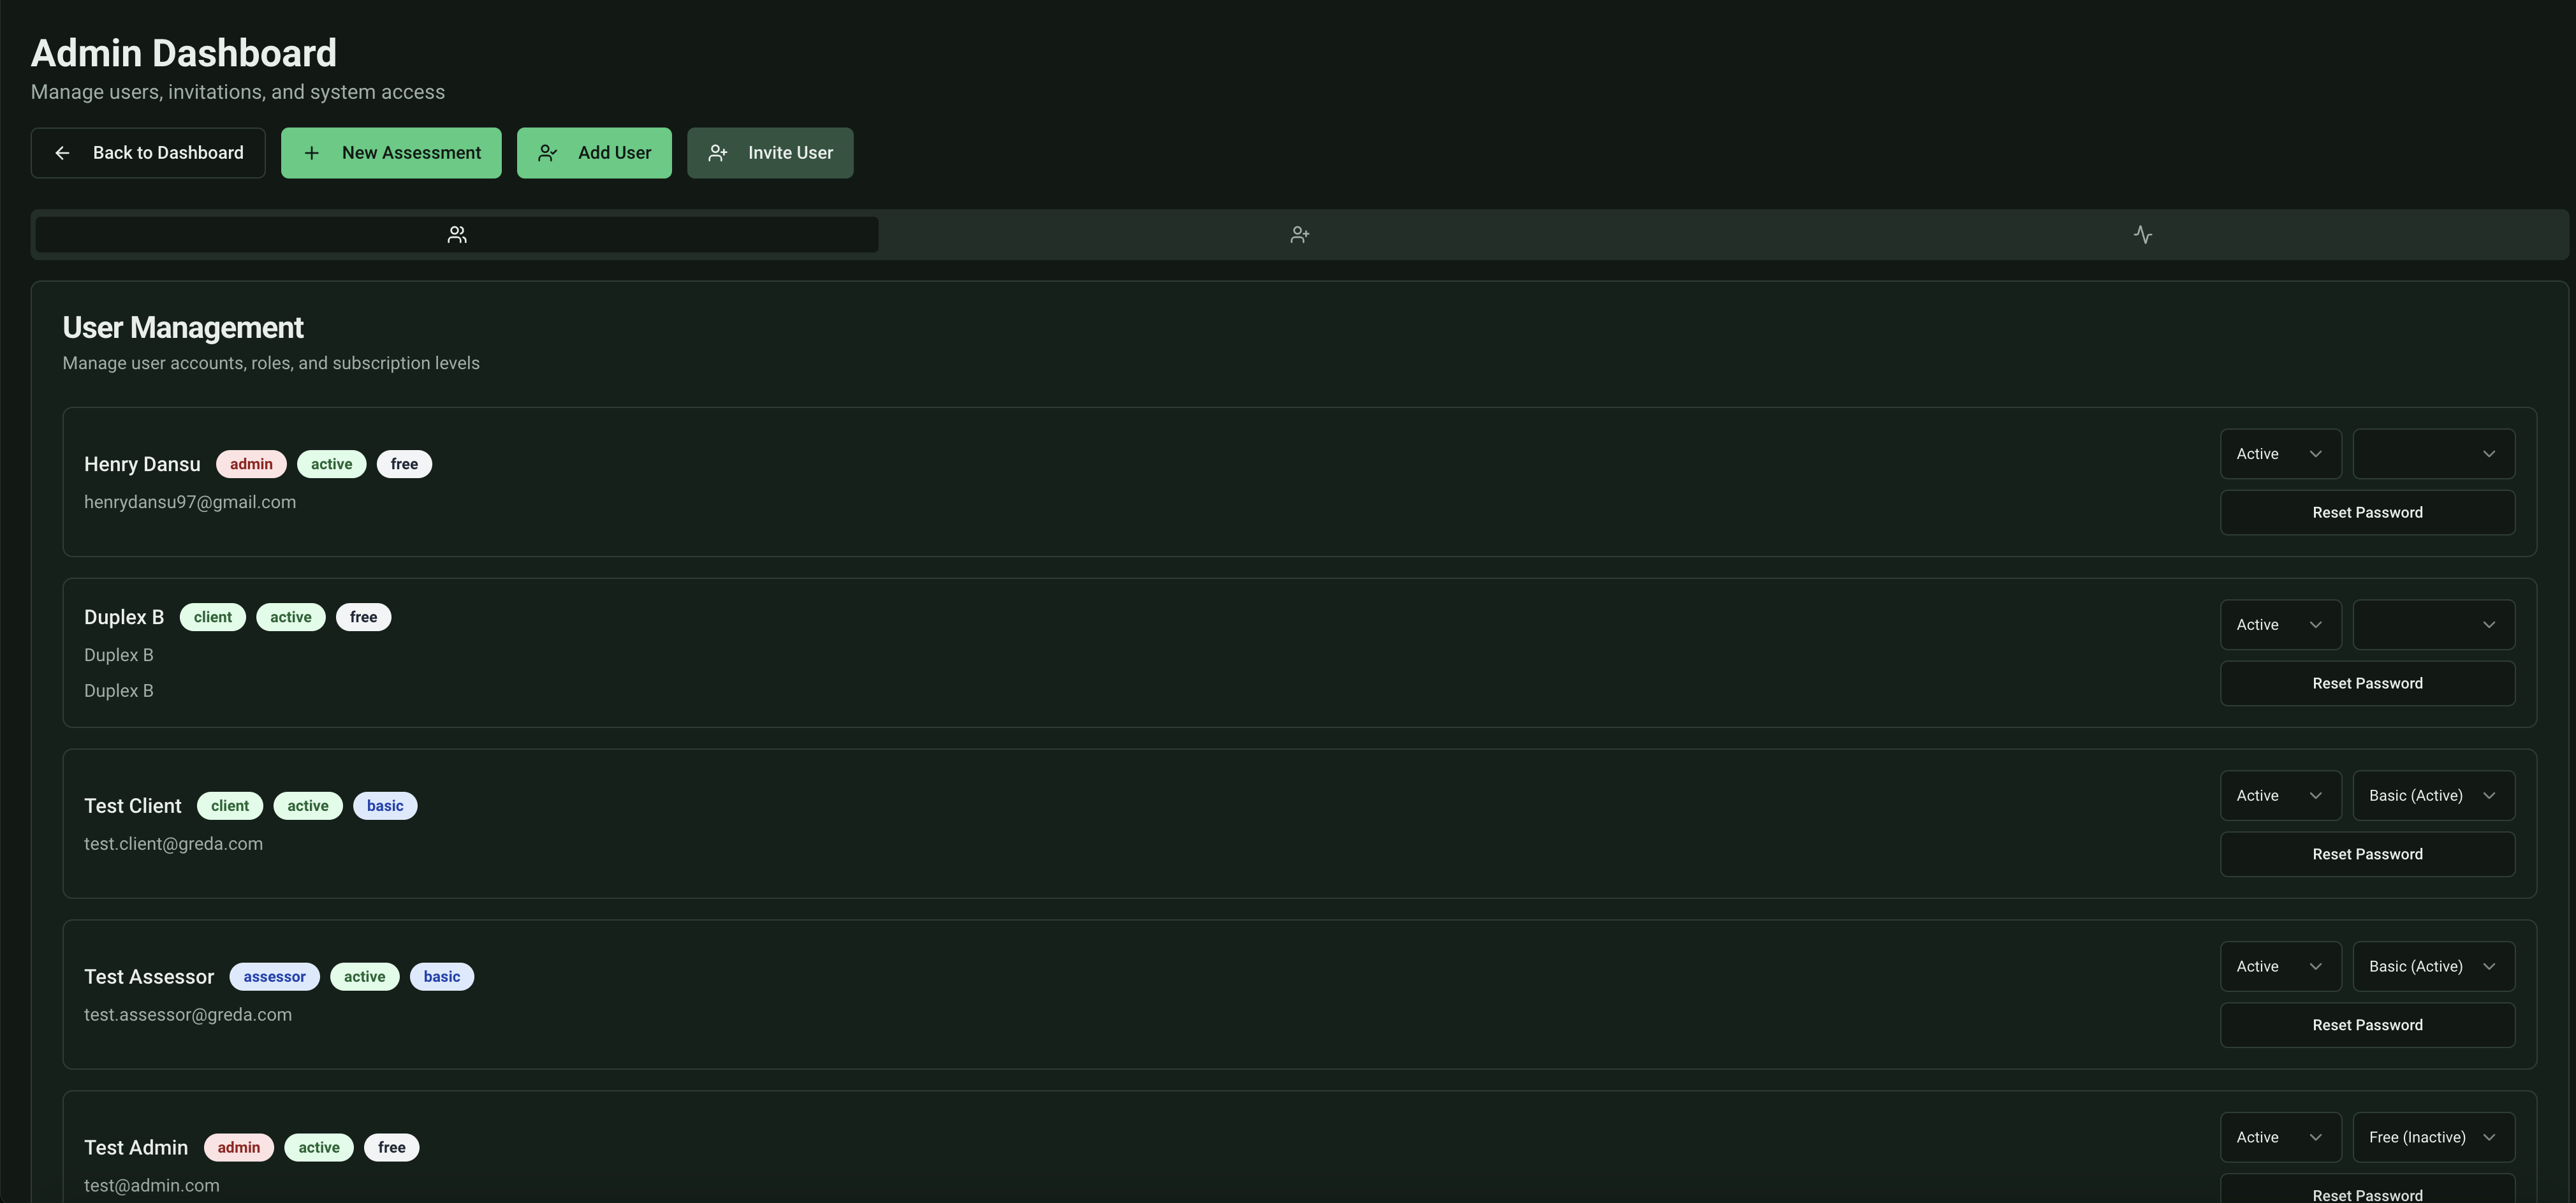 Admin Dashboard
Manage users, invitations, and system access
Back to Dashboard
New Assessment
Add User
Invite User
User Management
Manage user accounts, roles, and subscription levels
Henry Dansu admin active free
henrydansu97@gmail.com
Active
Reset Password
Duplex B client active free
Duplex B
Duplex B
Active
Reset Password
Test Client client active basic
test.client@greda.com
Active Basic (Active)
Reset Password
Test Assessor assessor active basic
test.assessor@greda.com
Active Basic (Active)
Reset Password
Test Admin admin active free
test@admin.com
Active Free (Inactive)
Reset Password